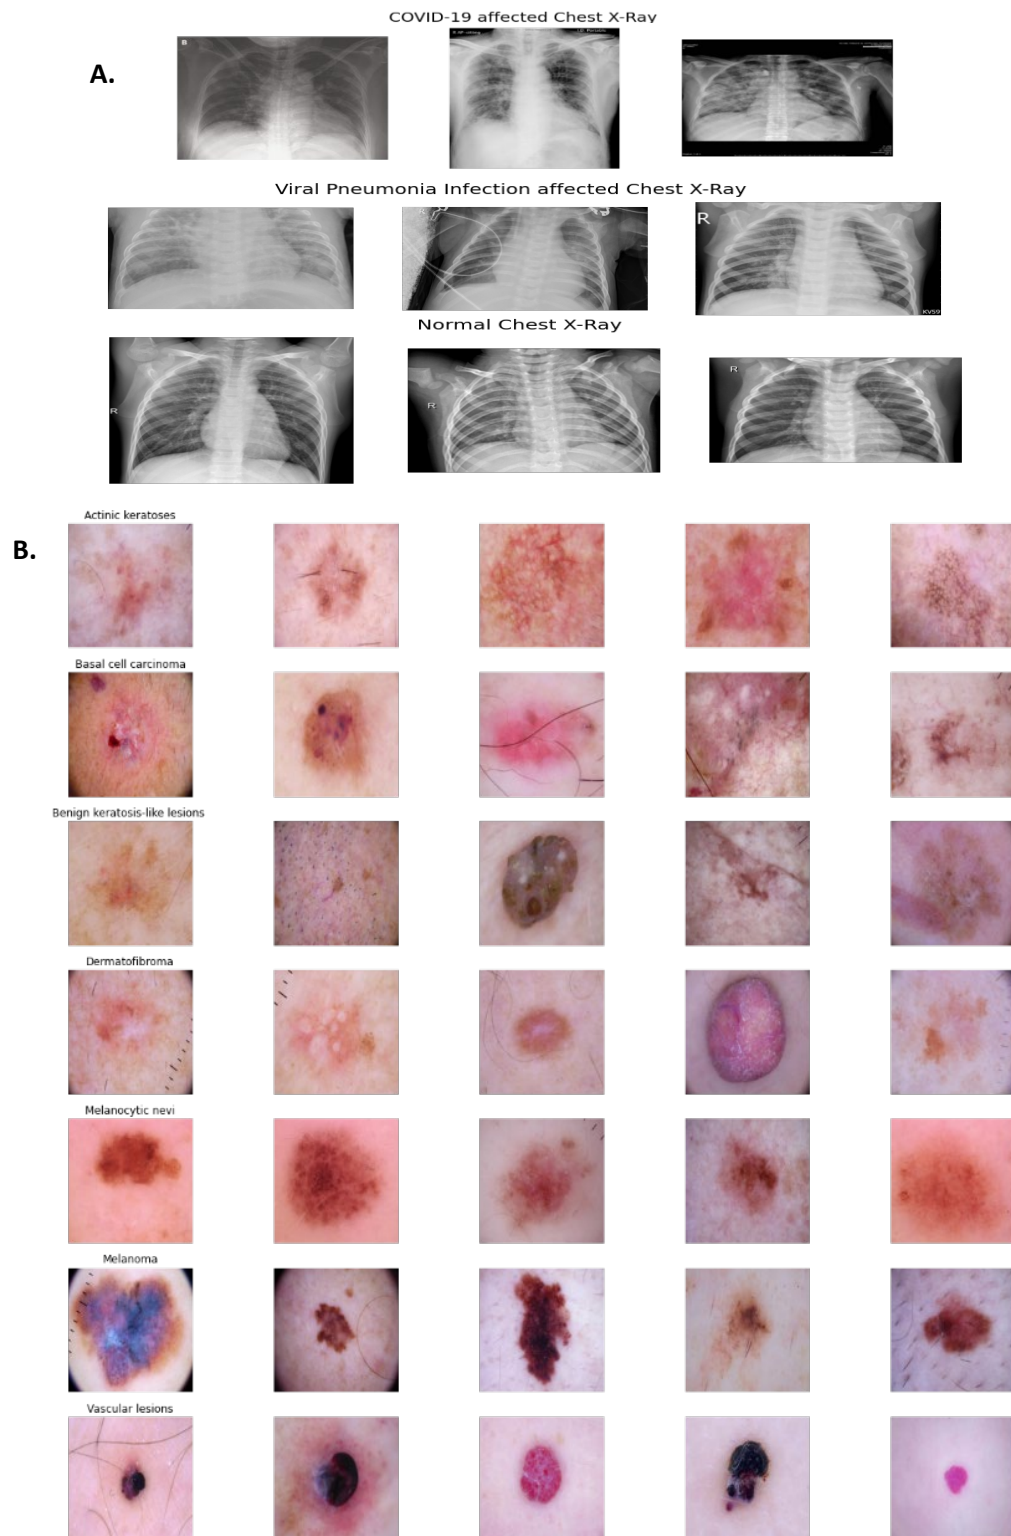 COVID-19 affected Chest X-Ray
A.
Viral Pneumonia Infection affected Chest X-Ray
R
R
KV59
Normal Chest X-Ray
R
R
R
B.
Actinic keratoses
Basal cell carcinoma
Benign keratosis-like lesions
Dermatofibroma
Melanocytic nevi
Melanoma
Vascular lesions